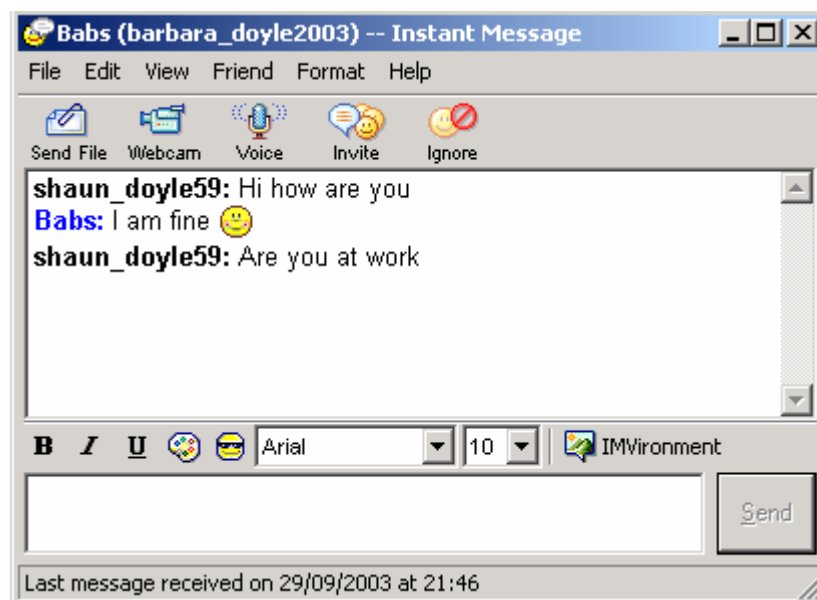 Babs (barbara_doyle2003) -- Instant Message
File Edit View Friend Format Help
Send File Webcam Voice Invite Ignore
shaun_doyle59: Hi how are you
Babs: I am fine
shaun_doyle59: Are you at work
B I U Arial 10 IMVironment
Send
Last message received on 29/09/2003 at 21:46